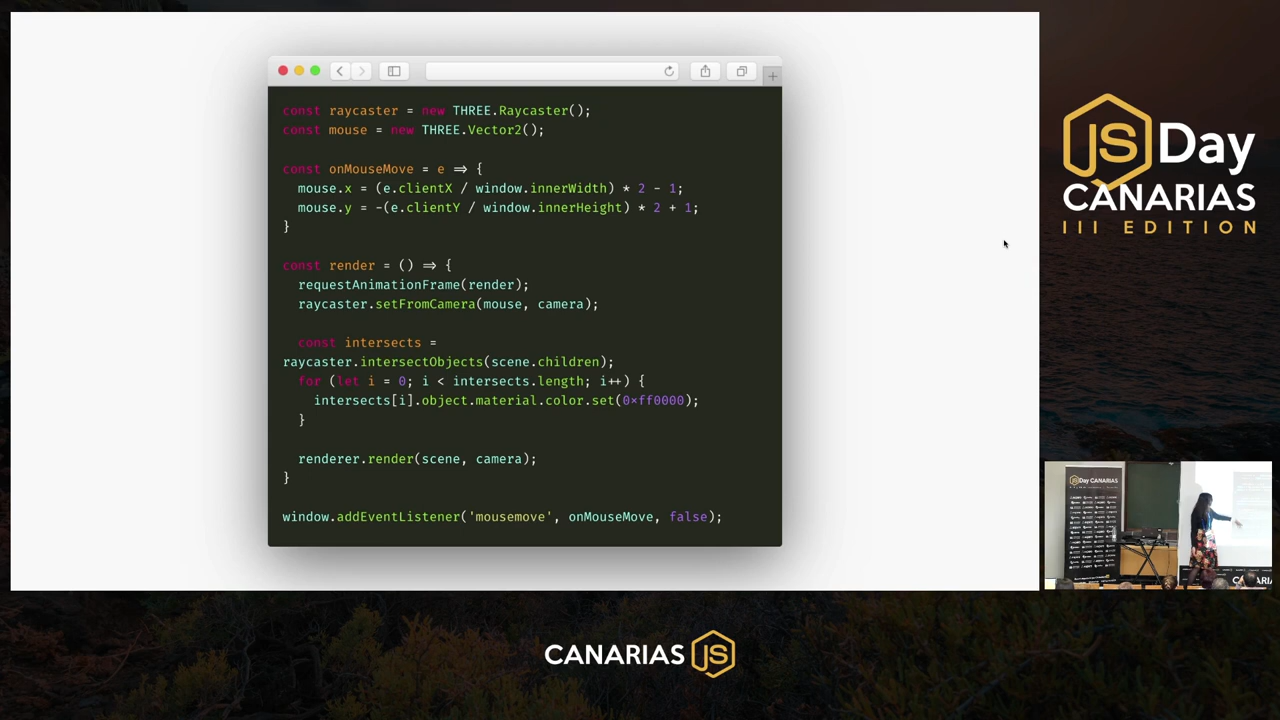 const raycaster = new THREE.Raycaster();
const mouse = new THREE.Vector2();
const onMouseMove = e => {
mouse.x = (e.clientX / window.innerWidth) * 2 - 1;
mouse.y = -(e.clientY / window.innerHeight) * 2 + 1;
}
const render = () => {
requestAnimationFrame(render);
raycaster.setFromCamera(mouse, camera);
const intersects =
raycaster.intersectObjects(scene.children);
for (let i = 0; i < intersects.length; i++) {
intersects[i].object.material.color.set(0xff0000);
}
renderer.render(scene, camera);
}
window.addEventListener('mousemove', onMouseMove, false);
JS Day
CANARIAS
III EDITION
JSDay CANARIAS
CANARIAS JS